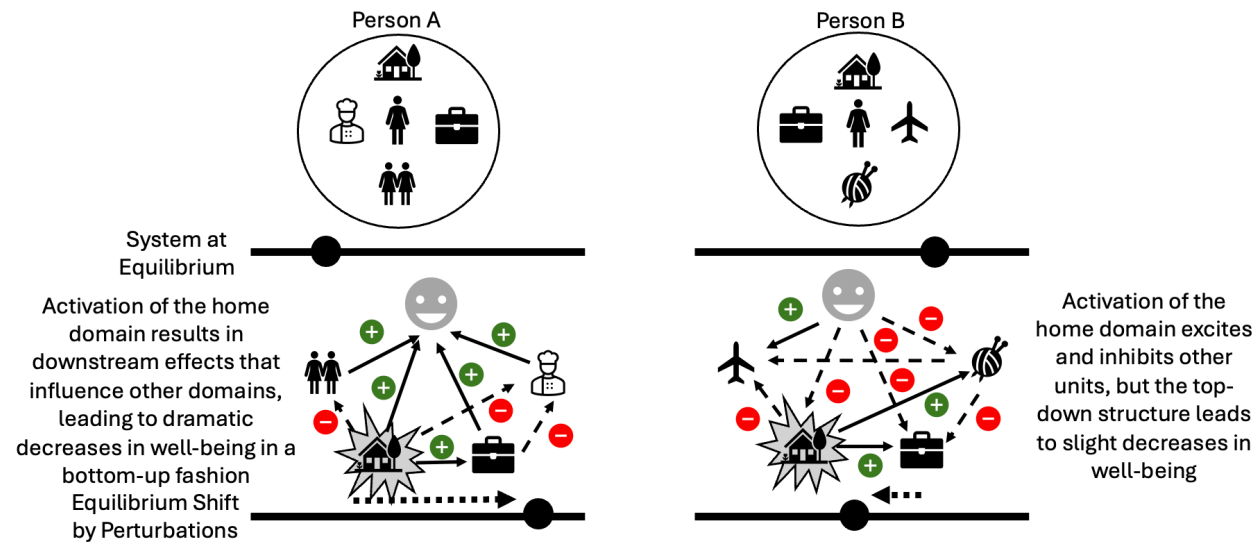 Person A
Person B
System at
Equilibrium
Activation of the home
domain results in
downstream effects that
influence other domains,
leading to dramatic
decreases in well-being in a
bottom-up fashion
Equilibrium Shift
by Perturbations
+
+
+
+
+
−
−
−
+
−
−
−
−
−
+
−
+
Activation of the
home domain excites
and inhibits other
units, but the top-
down structure leads
to slight decreases in
well-being